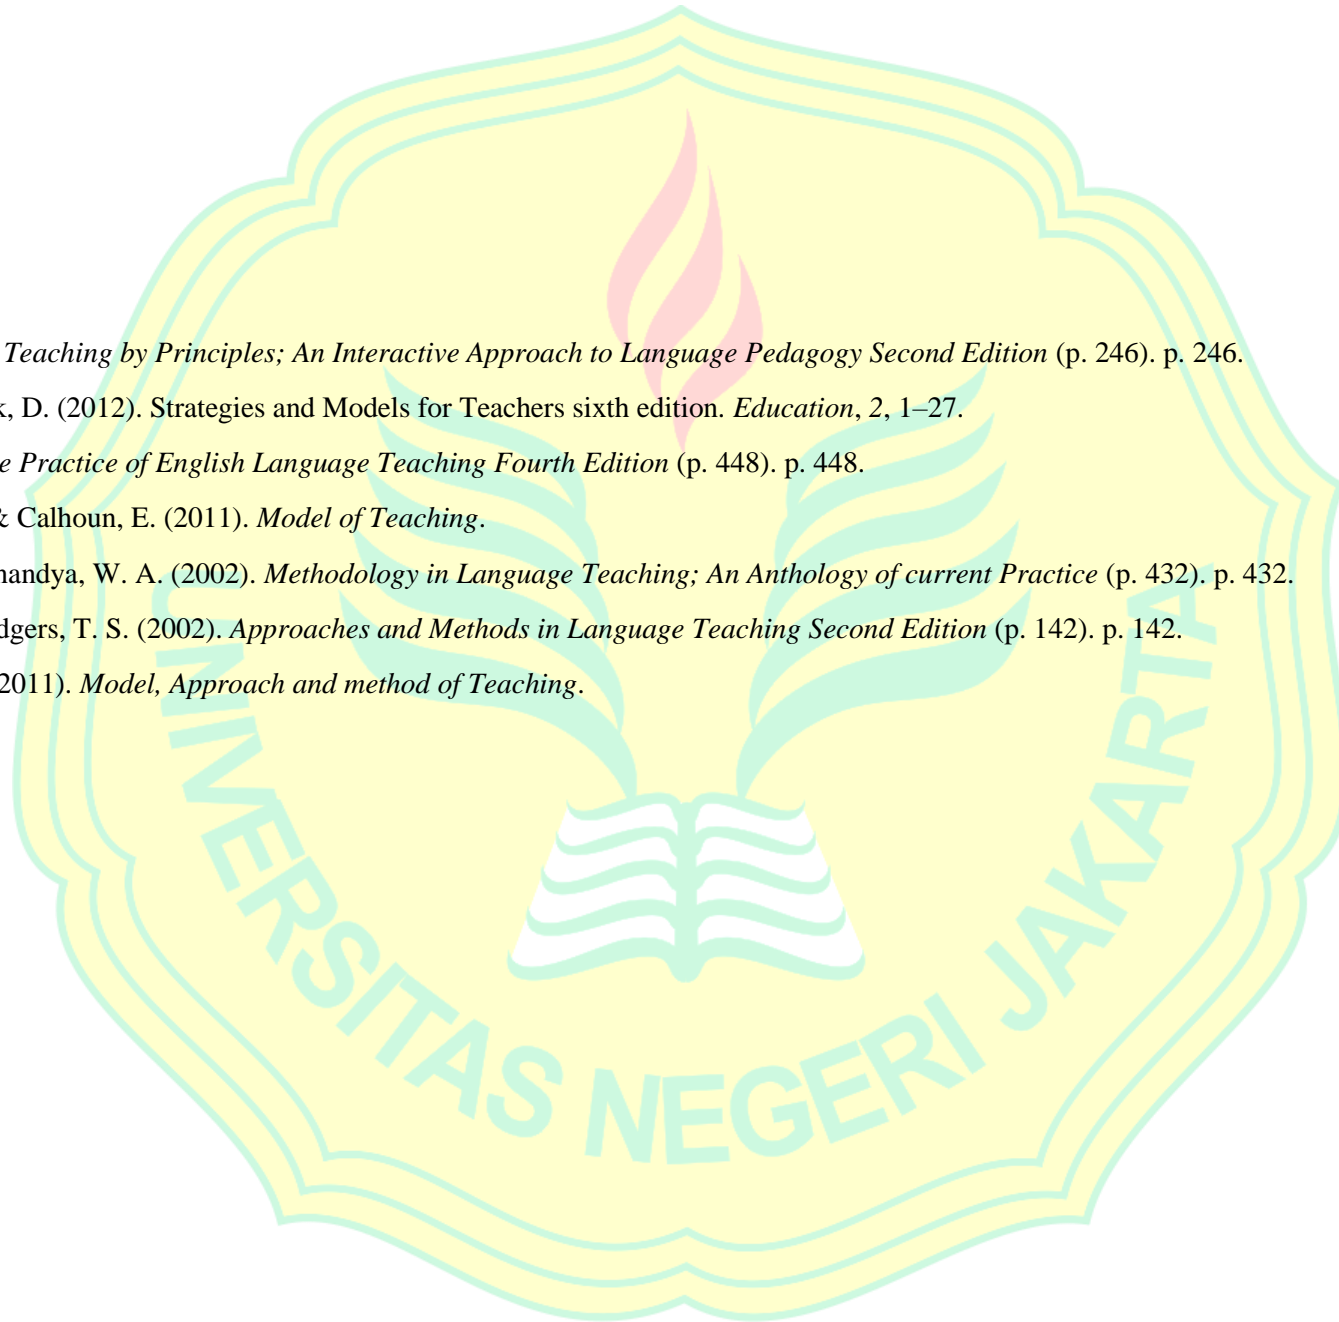 Teaching by Principles; An Interactive Approach to Language Pedagogy Second Edition (p. 246). p. 246.
k, D. (2012). Strategies and Models for Teachers sixth edition. Education, 2, 1–27.
e Practice of English Language Teaching Fourth Edition (p. 448). p. 448.
& Calhoun, E. (2011). Model of Teaching.
nandya, W. A. (2002). Methodology in Language Teaching; An Anthology of current Practice (p. 432). p. 432.
dgers, T. S. (2002). Approaches and Methods in Language Teaching Second Edition (p. 142). p. 142.
2011). Model, Approach and method of Teaching.
UNIVERSITAS NEGERI JAKARTA